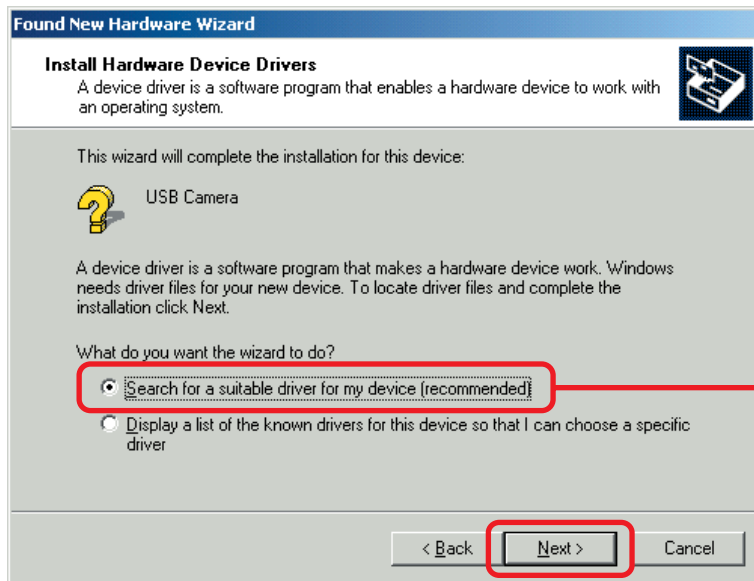 Found New Hardware Wizard
Install Hardware Device Drivers
A device driver is a software program that enables a hardware device to work with
an operating system.
This wizard will complete the installation for this device:
USB Camera
A device driver is a software program that makes a hardware device work. Windows
needs driver files for your new device. To locate driver files and complete the
installation click Next.
What do you want the wizard to do?
Search for a suitable driver for my device (recommended)
Display a list of the known drivers for this device so that I can choose a specific
driver
< Back
Next >
Cancel